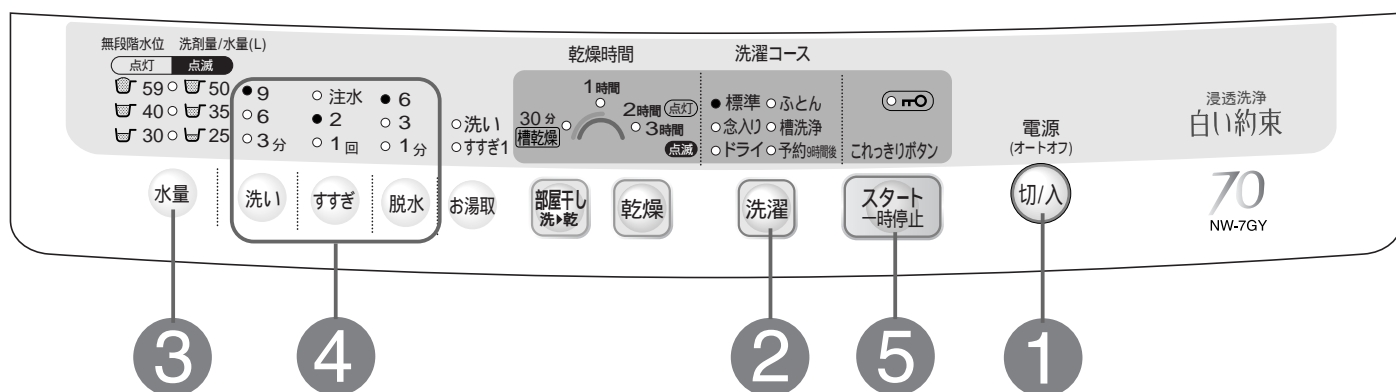 無段階水位 洗剤量/水量(L)
点灯 点滅
59 50
40 35
30 25
9
6
3分
注水
2
1回
6
3
1分
洗い
すすぎ1
乾燥時間
30分
槽乾燥
1時間
2時間 点灯
3時間
点滅
洗濯コース
標準 ふとん
念入り 槽洗浄
ドライ 予約9時間後
これっきりボタン
電源
(オートオフ)
浸透洗浄
白い約束
水量
洗い
すすぎ
脱水
お湯取
部屋干し
洗▶乾
乾燥
洗濯
スタート
一時停止
切/入
70
NW-7GY
3
4
2
5
1